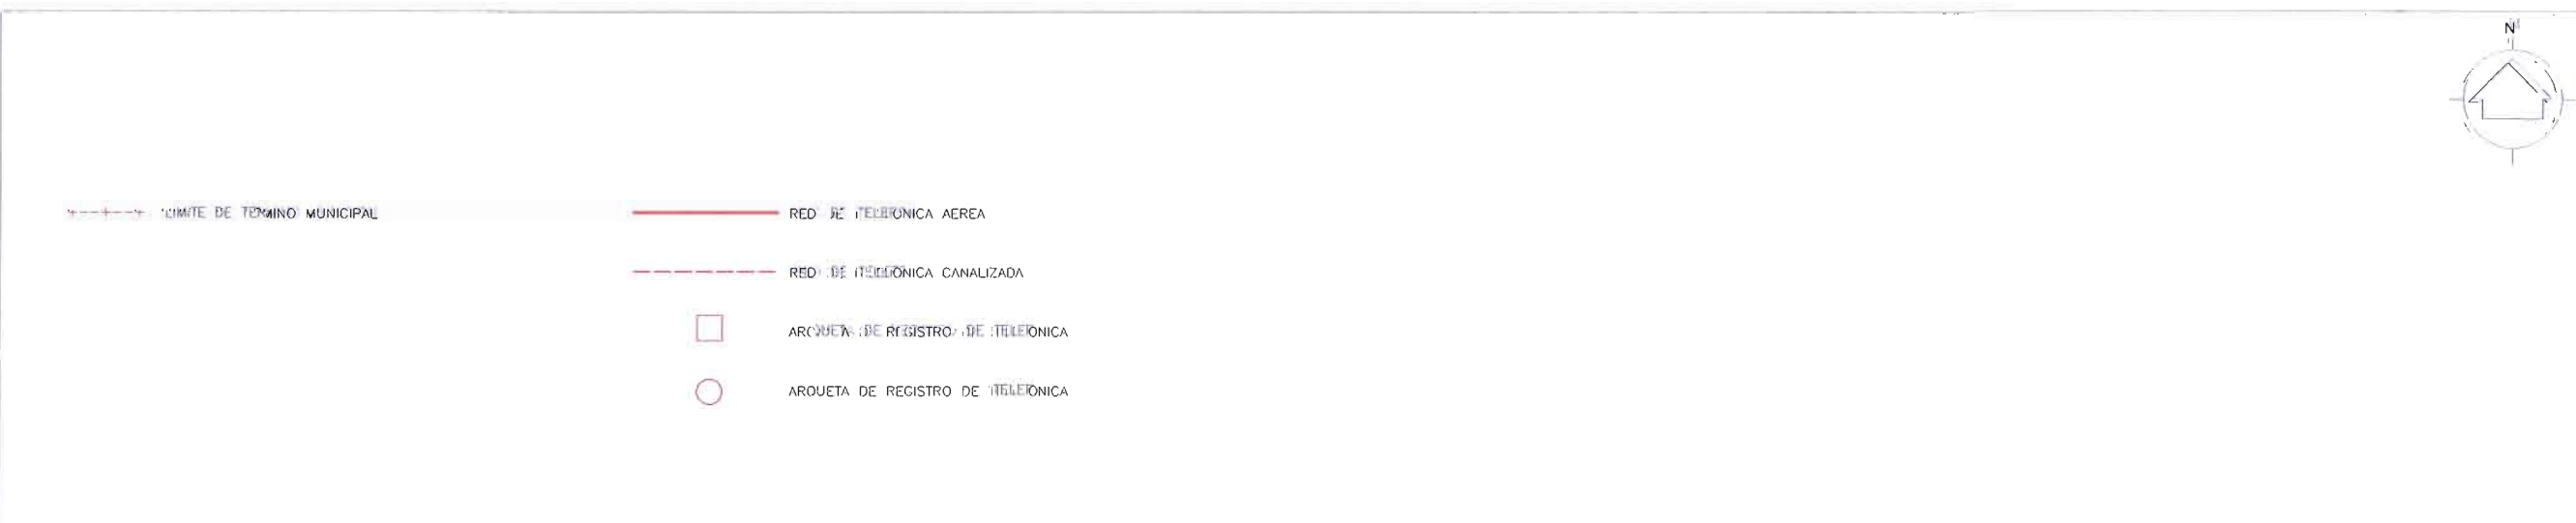 N
LIMITE DE TERMINO MUNICIPAL
RED DE TELEFONICA AEREA
RED DE TELEFONICA CANALIZADA
ARQUETA DE REGISTRO DE TELEFONICA
ARQUETA DE REGISTRO DE TELEFONICA